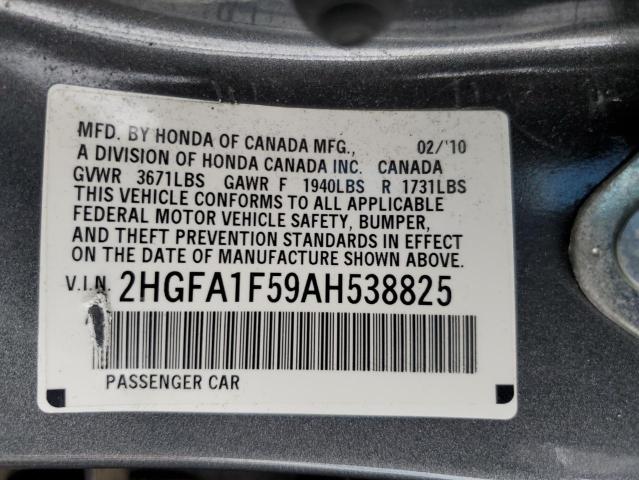 MFD. BY HONDA OF CANADA MFG., 02/'10
A DIVISION OF HONDA CANADA INC. CANADA
GVWR 3671LBS GAWR F 1940LBS R 1731LBS
THIS VEHICLE CONFORMS TO ALL APPLICABLE
FEDERAL MOTOR VEHICLE SAFETY, BUMPER,
AND THEFT PREVENTION STANDARDS IN EFFECT
ON THE DATE OF MANUFACTURE SHOWN ABOVE.
V.I.N. 2HGFA1F59AH538825
PASSENGER CAR